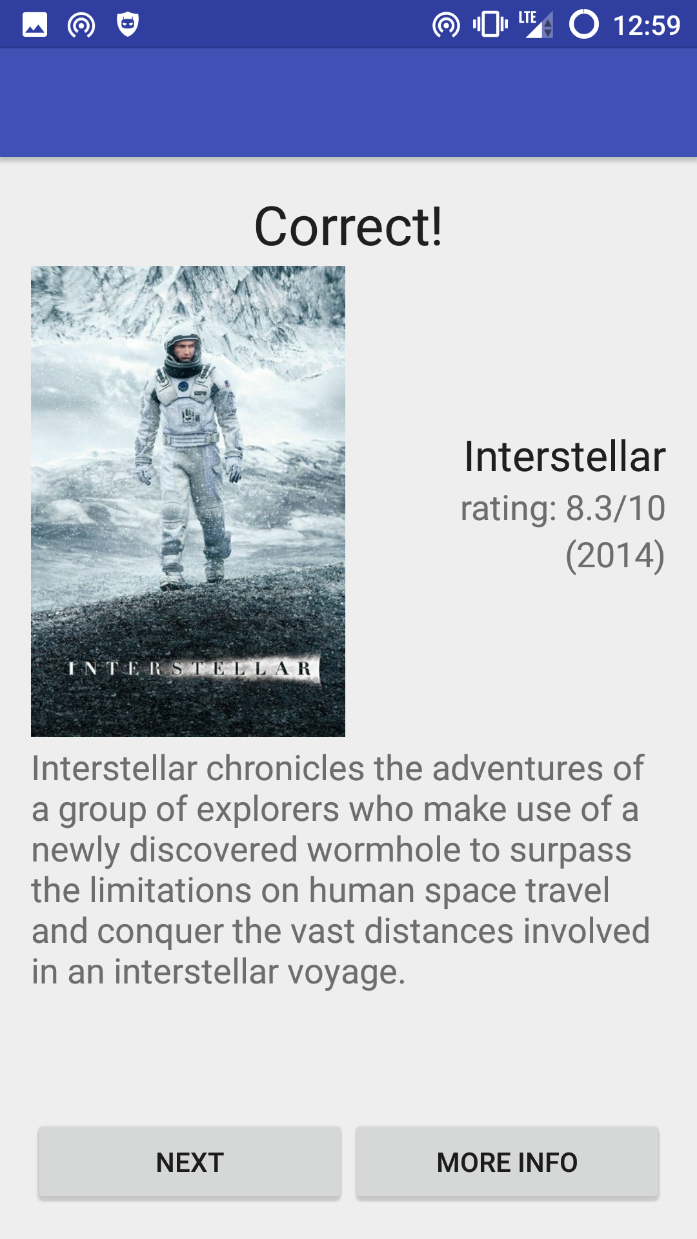 LTE 12:59
Correct!
INTERSTELLAR
Interstellar
rating: 8.3/10
(2014)
Interstellar chronicles the adventures of
a group of explorers who make use of a
newly discovered wormhole to surpass
the limitations on human space travel
and conquer the vast distances involved
in an interstellar voyage.
NEXT
MORE INFO